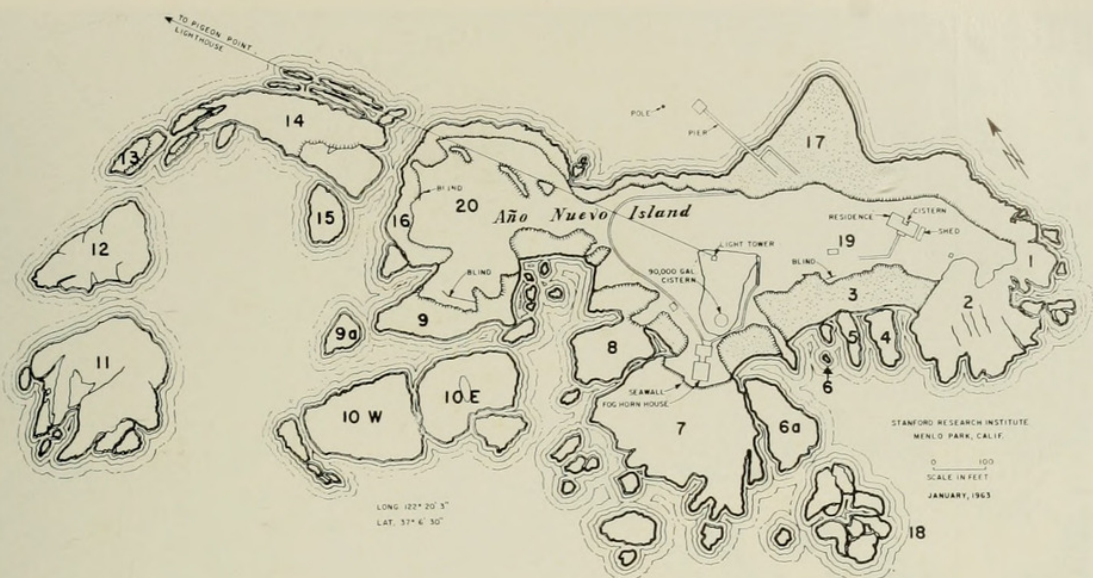 TO PIGEON POINT
LIGHTHOUSE
14
13
POLE
PIER
17
BLIND
20
15
16
Año Nuevo Island
RESIDENCE
CISTERN
SHED
19
12
LIGHT TOWER
BLIND
90,000 GAL.
CISTERN
BLIND
1
3
2
9
9a
11
8
5
4
6
SEAWALL
FOG HORN HOUSE
10 W
10 E
7
6a
STANFORD RESEARCH INSTITUTE
MENLO PARK, CALIF.
0 100
SCALE IN FEET
JANUARY, 1963
LONG. 122° 20' 3"
LAT. 37° 6' 30"
18
N